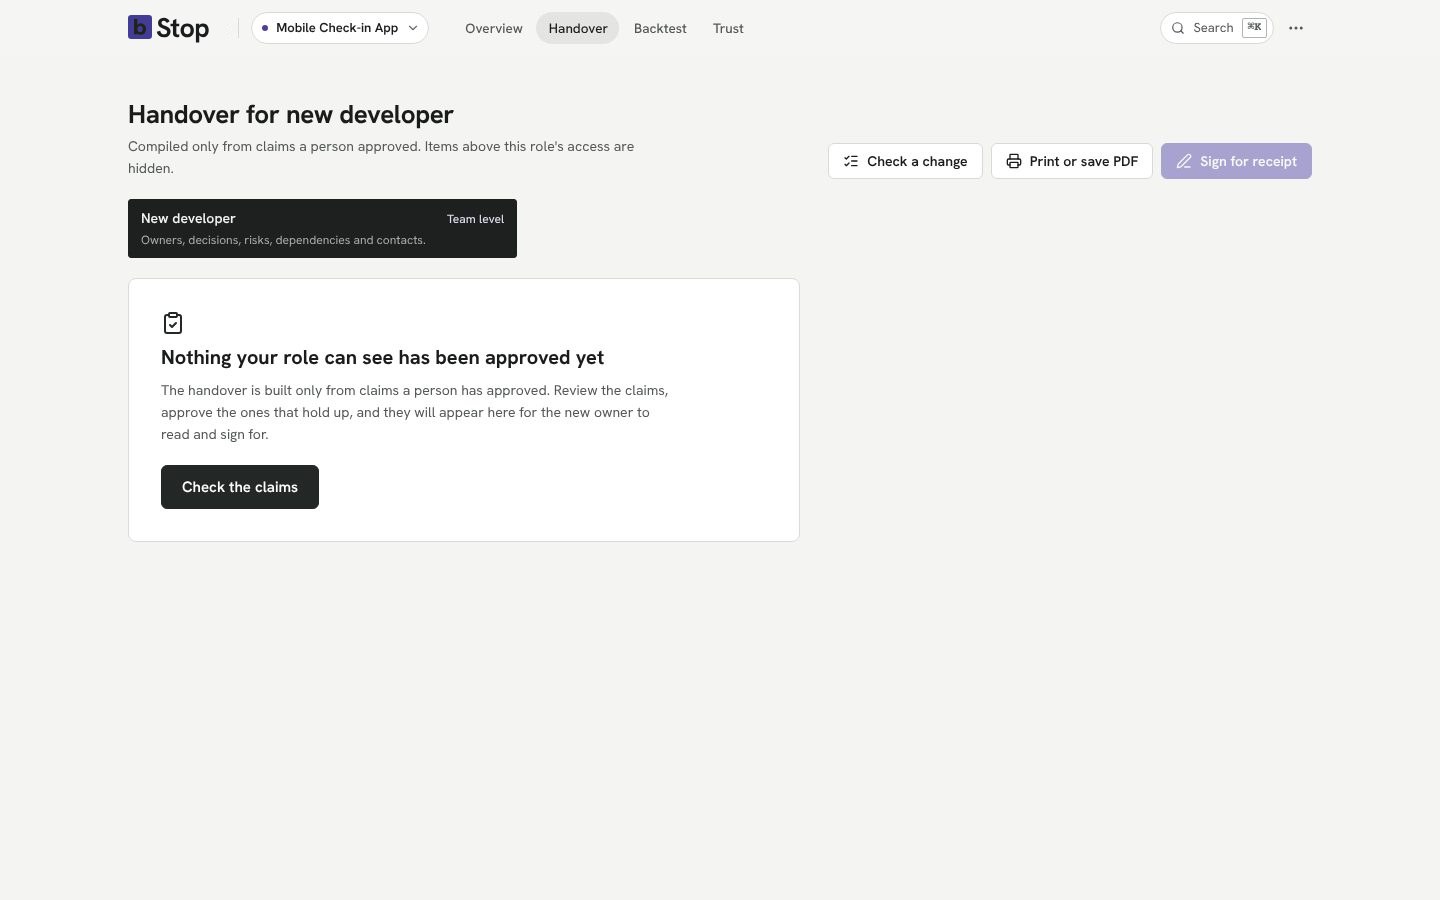 b Stop
Mobile Check-in App
Overview
Handover
Backtest
Trust
Search ⌘K
Handover for new developer
Compiled only from claims a person approved. Items above this role's access are
hidden.
Check a change
Print or save PDF
Sign for receipt
New developer
Team level
Owners, decisions, risks, dependencies and contacts.
Nothing your role can see has been approved yet
The handover is built only from claims a person has approved. Review the claims,
approve the ones that hold up, and they will appear here for the new owner to
read and sign for.
Check the claims